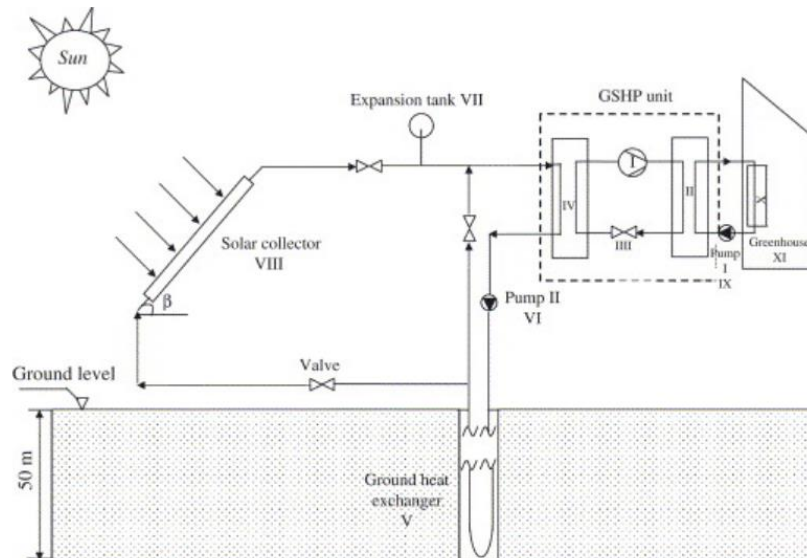 Sun
Expansion tank VII
GSHP unit
I
II
IV
IIII
X
Solar collector
VIII
Greenhouse
XI
Pump
I
IX
β
Pump II
VI
Valve
Ground level
50 m
Ground heat
exchanger
V